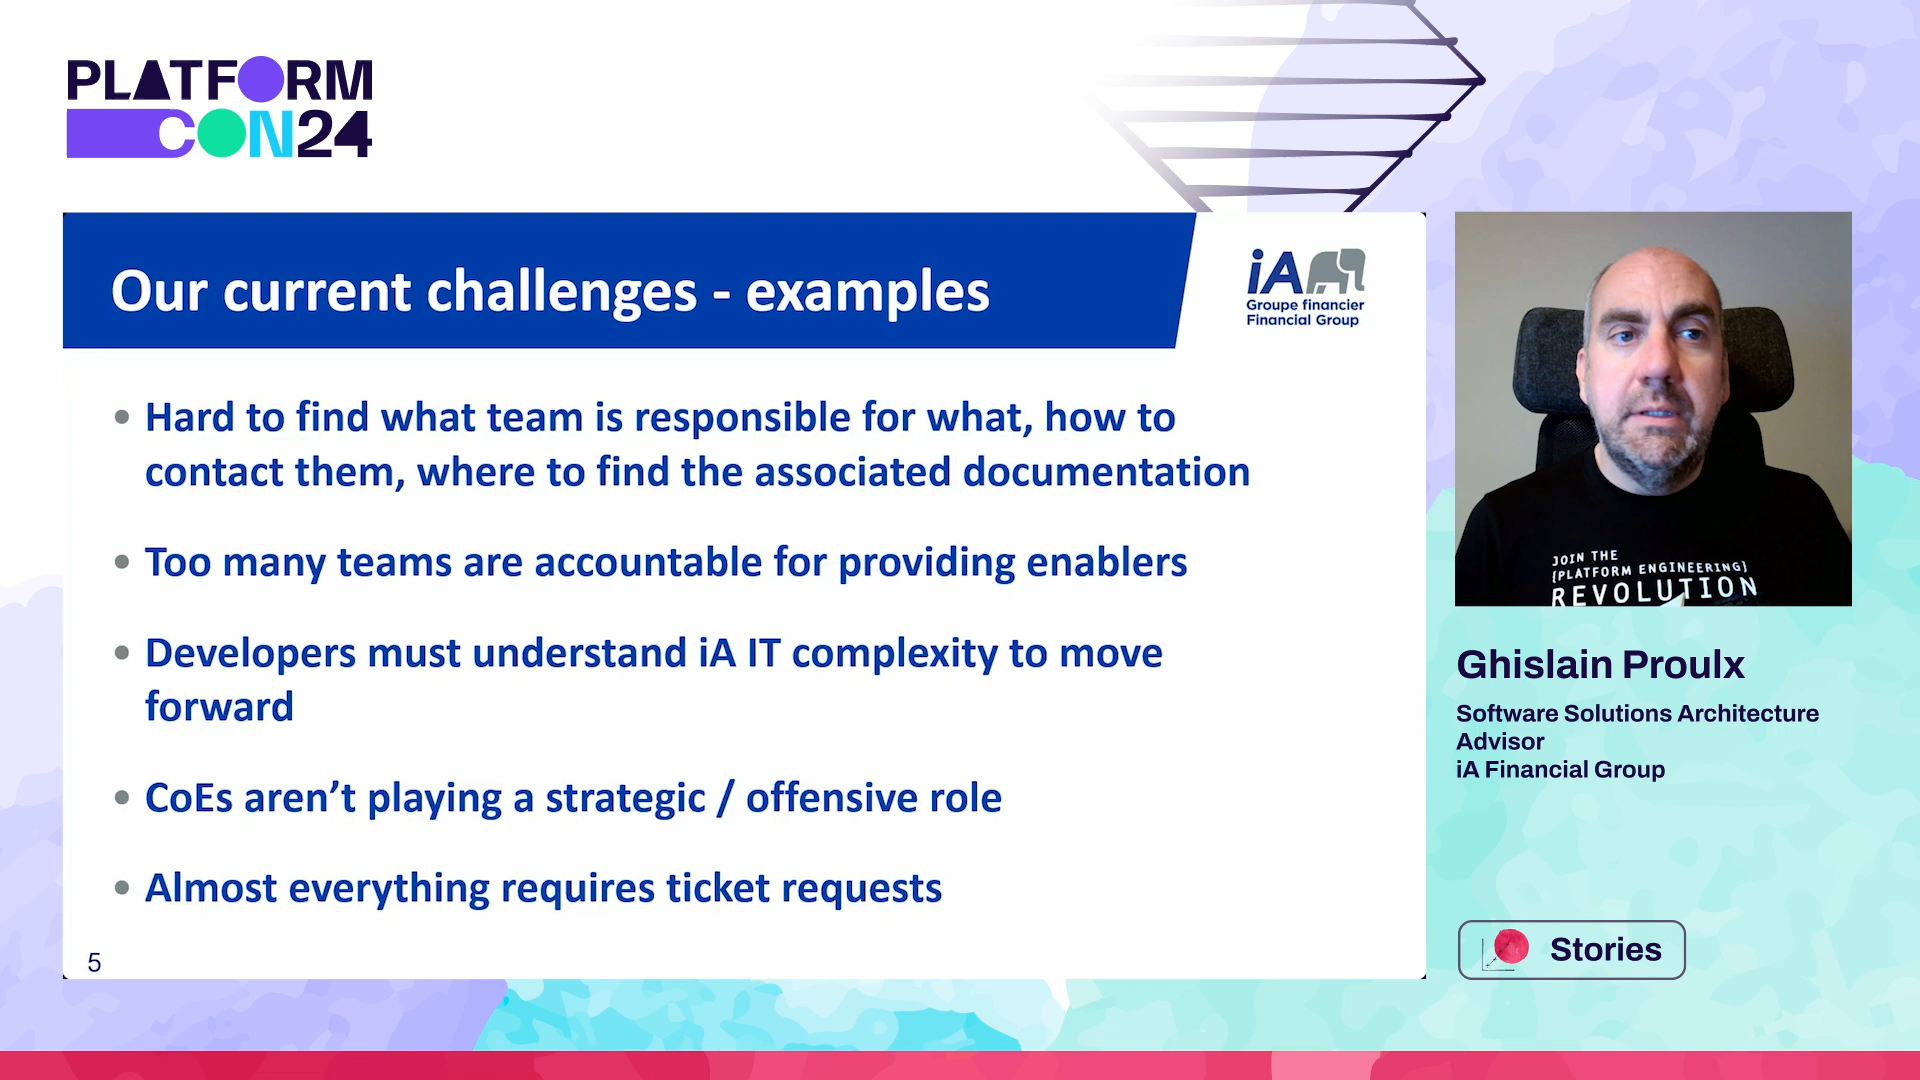 PLATFORM
CON24
Our current challenges - examples
iA
Groupe financier
Financial Group
• Hard to find what team is responsible for what, how to
contact them, where to find the associated documentation
• Too many teams are accountable for providing enablers
• Developers must understand iA IT complexity to move
forward
• CoEs aren’t playing a strategic / offensive role
• Almost everything requires ticket requests
5
JOIN THE
{PLATFORM ENGINEERING}
REVOLUTION
Ghislain Proulx
Software Solutions Architecture
Advisor
iA Financial Group
Stories